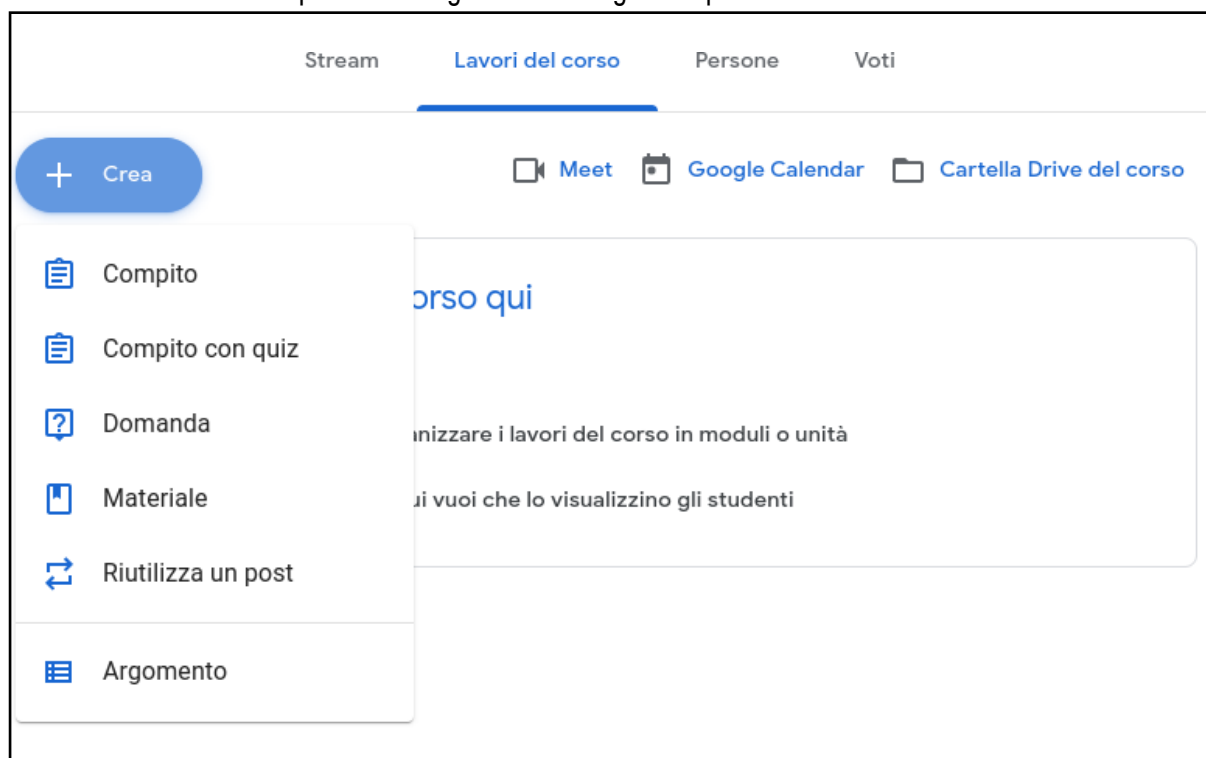 Stream Lavori del corso Persone Voti
Crea Meet Google Calendar Cartella Drive del corso
Compito
orso qui
Compito con quiz
Domanda
nizzare i lavori del corso in moduli o unità
Materiale
ui vuoi che lo visualizzino gli studenti
Riutilizza un post
Argomento